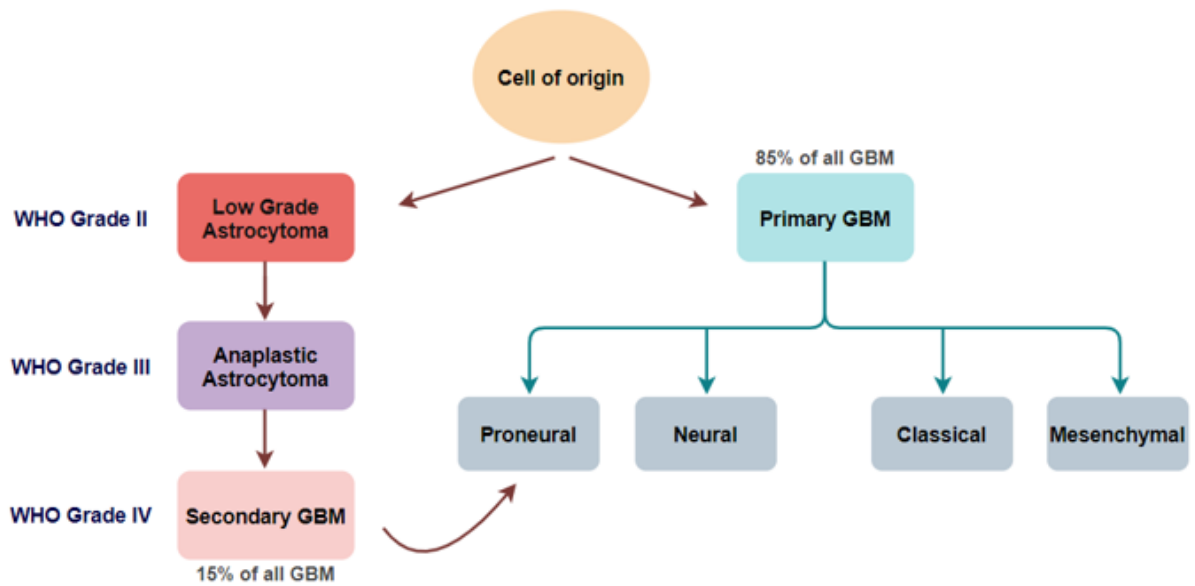 Cell of origin
85% of all GBM
WHO Grade II
Low Grade
Astrocytoma
Primary GBM
WHO Grade III
Anaplastic
Astrocytoma
Proneural
Neural
Classical
Mesenchymal
WHO Grade IV
Secondary GBM
15% of all GBM